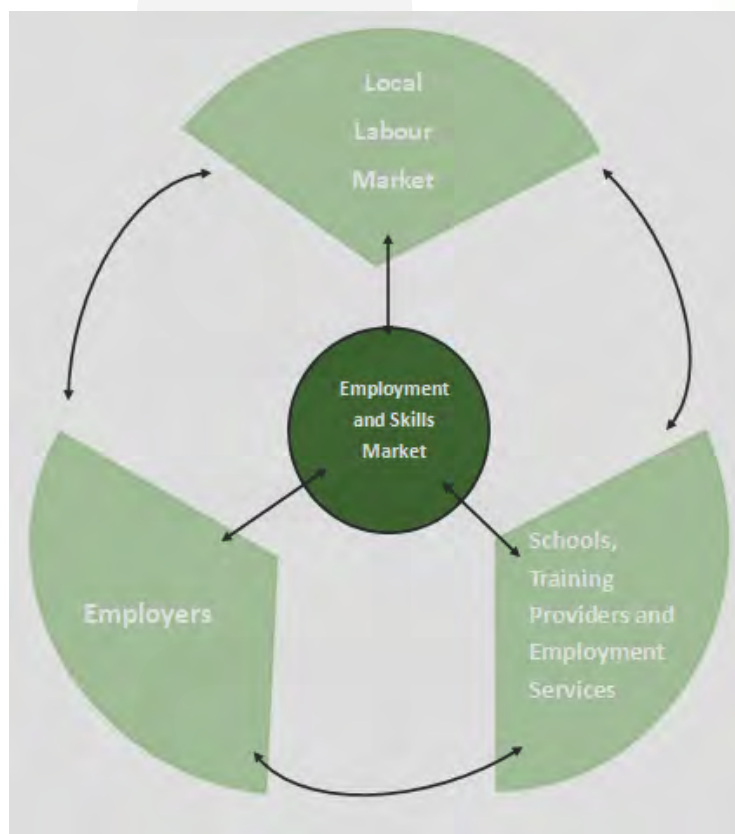 Local
Labour
Market
Employment
and Skills
Market
Employers
Schools,
Training
Providers and
Employment
Services